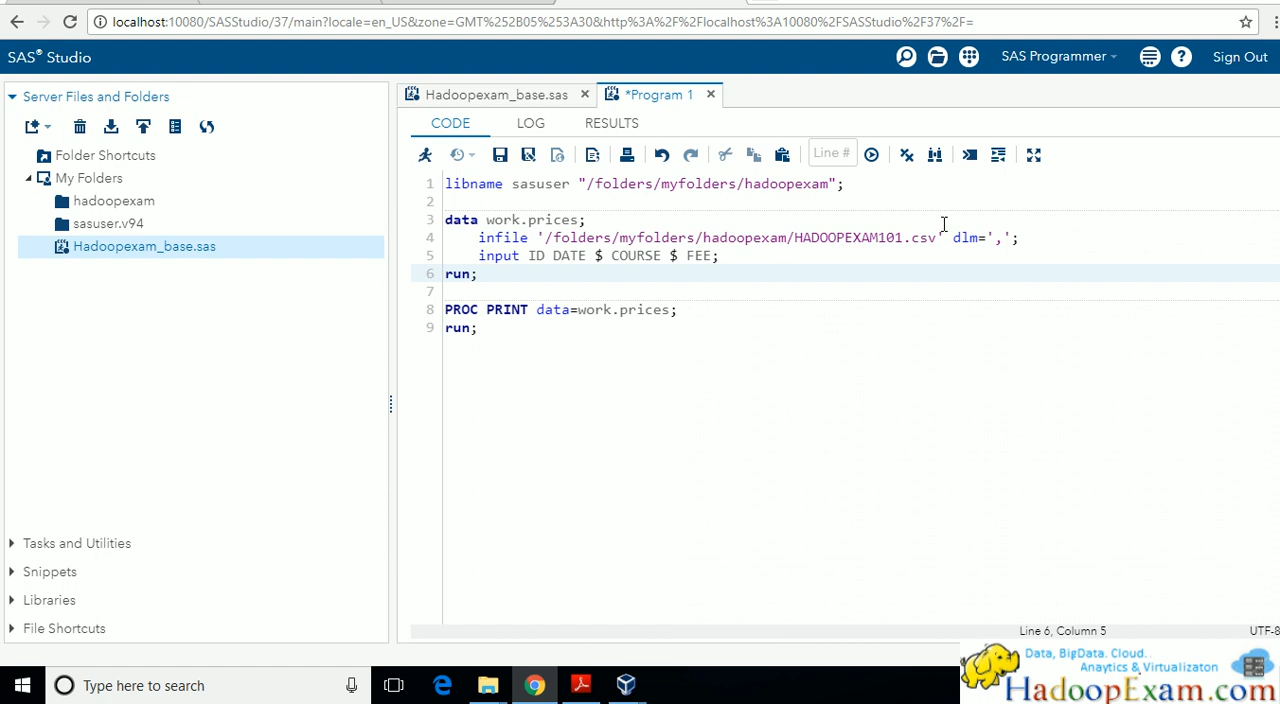 localhost:10080/SASStudio/37/main?locale=en_US&zone=GMT%252B05%253A30&http%3A%2F%2Flocalhost%3A10080%2FSASStudio%2F37%2F=
SAS® Studio
SAS Programmer
Sign Out
Server Files and Folders
Folder Shortcuts
My Folders
hadoopexam
sasuser.v94
Hadoopexam_base.sas
Tasks and Utilities
Snippets
Libraries
File Shortcuts
Hadoopexam_base.sas
*Program 1
CODE LOG RESULTS
Line #
1 libname sasuser "/folders/myfolders/hadoopexam";
2
3 data work.prices;
4 infile '/folders/myfolders/hadoopexam/HADOOPEXAM101.csv' dlm=',';
5 input ID DATE $ COURSE $ FEE;
6 run;
7
8 PROC PRINT data=work.prices;
9 run;
Line 6, Column 5
UTF-8
Type here to search
Data, BigData. Cloud.
Anaytics & Virtualizaton
HadoopExam.com